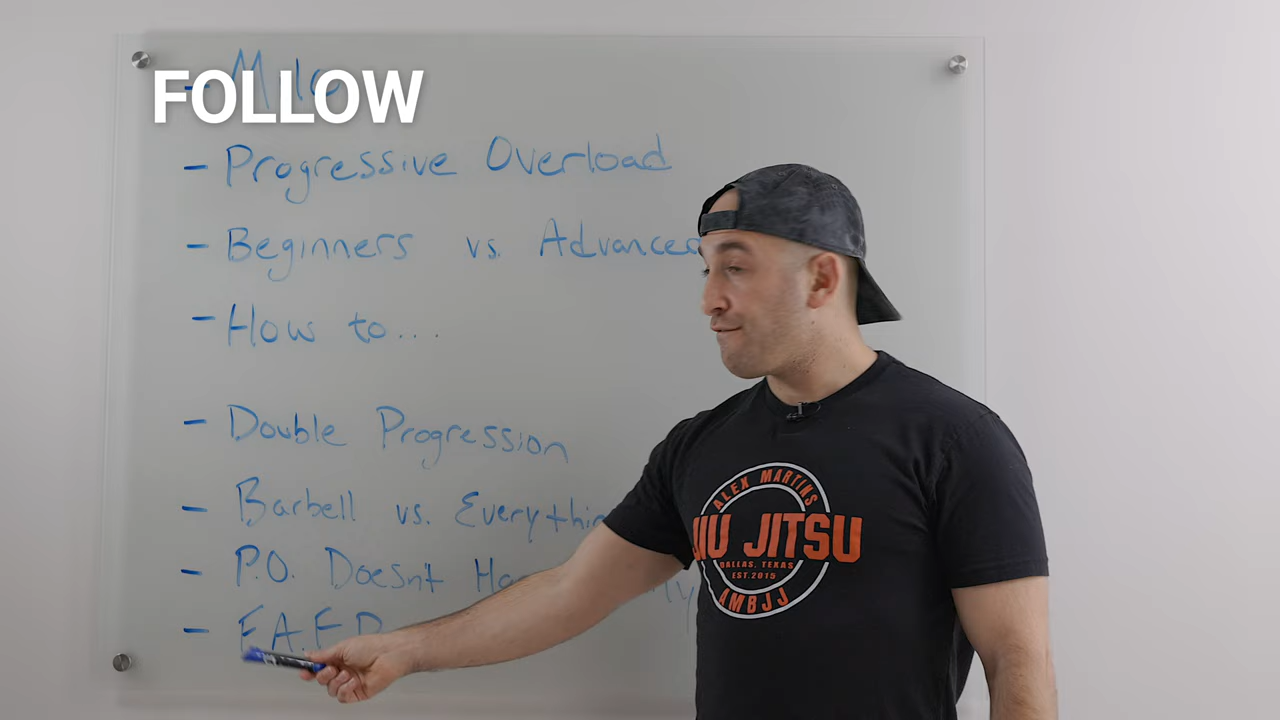 FOLLOW
- Milo
- Progressive Overload
- Beginners vs. Advanced
- How to...
- Double Progression
- Barbell vs.
- P.O. Doesn't
ALEX MARTINS
JIU JITSU
DALLAS, TEXAS
EST.2015
AMBJJ